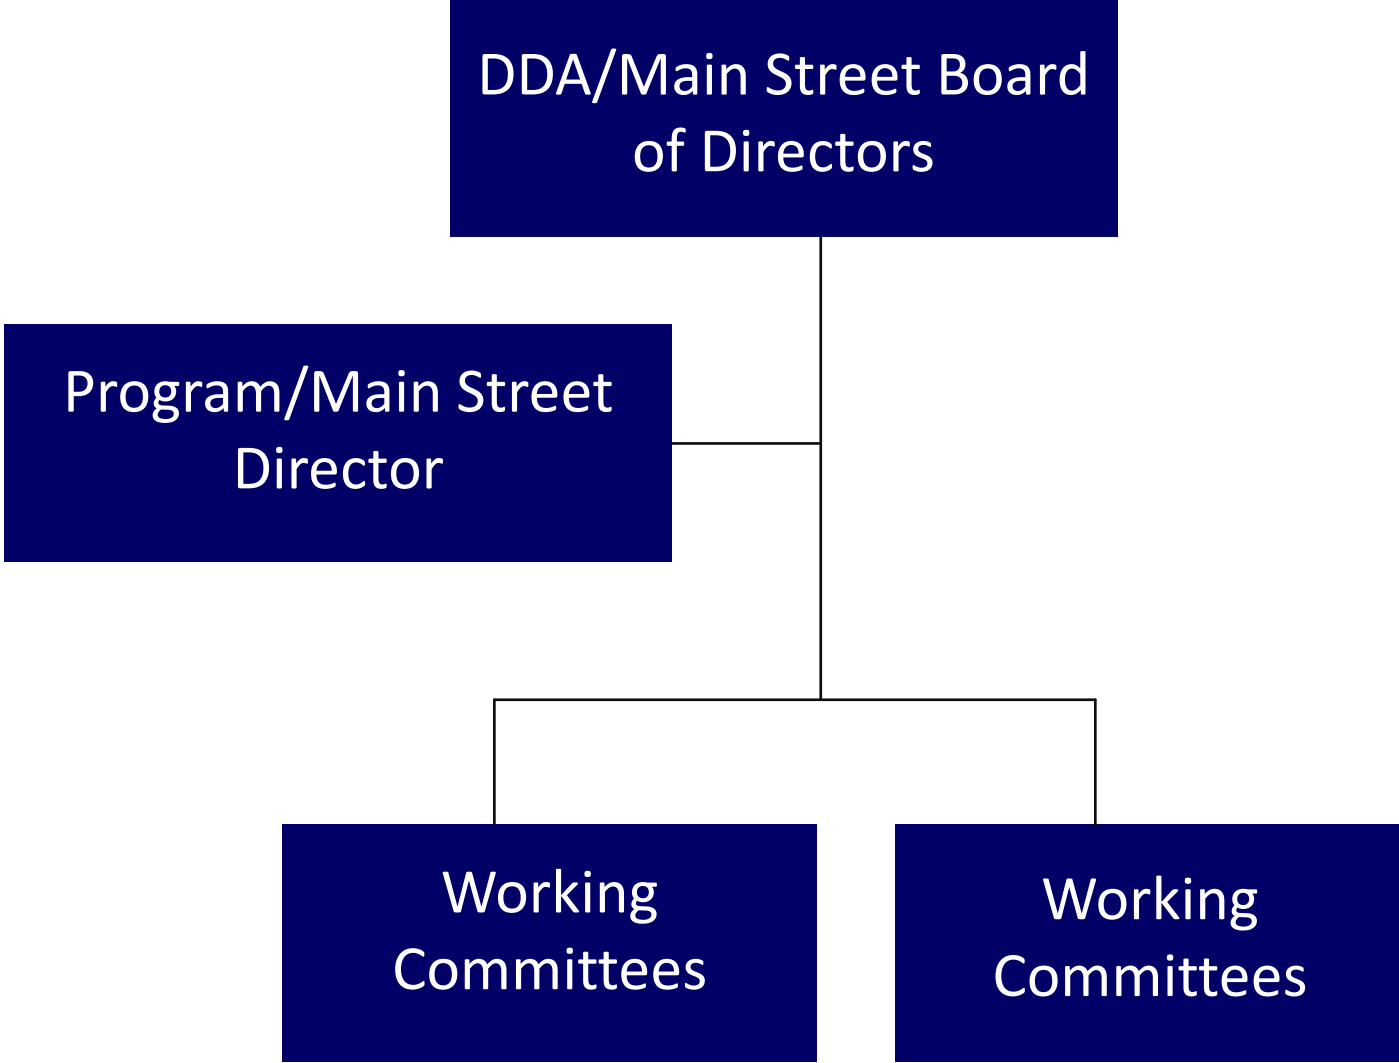 DDA/Main Street Board
of Directors
Program/Main Street
Director
Working
Committees
Working
Committees